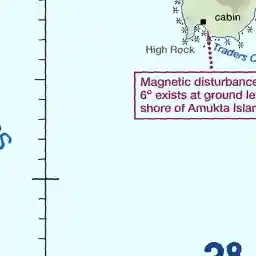 cabin
High Rock
Traders C
Magnetic disturbance
6° exists at ground le
shore of Amukta Islan
S
28